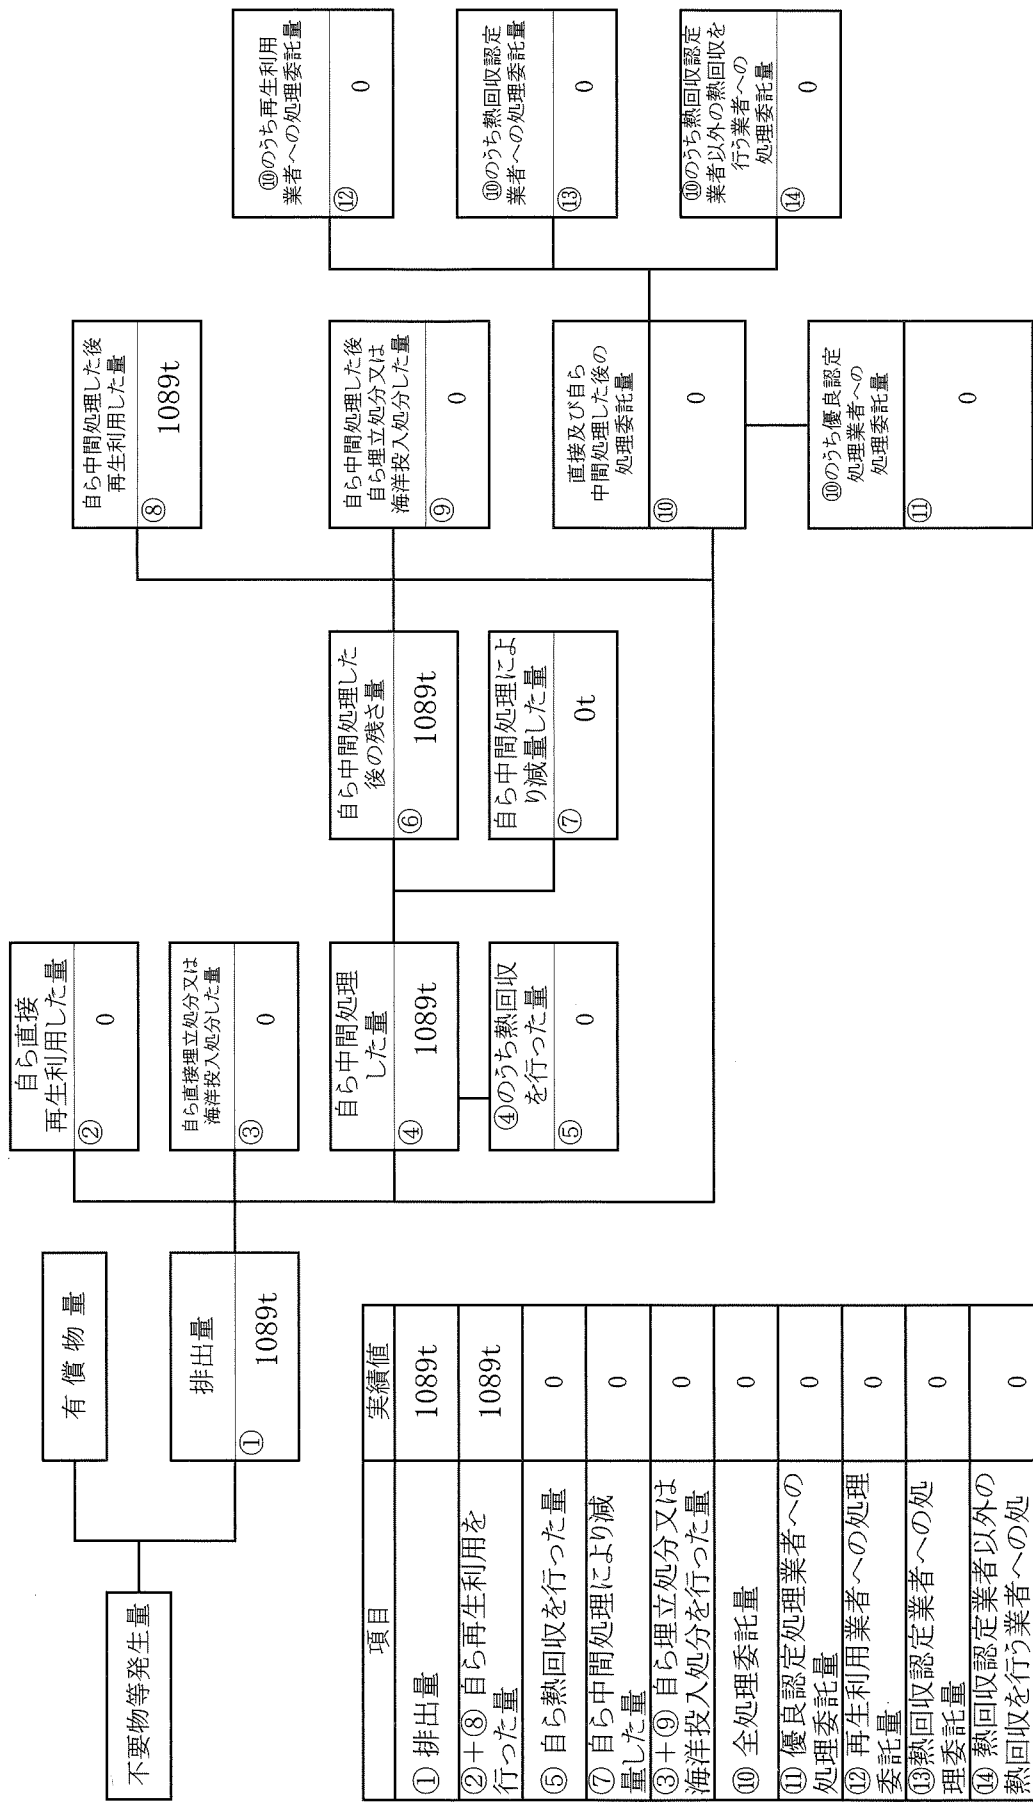 不要物等発生量
有 償 物 量
排出量
①
1089t
自ら直接
再生利用した量
②
0
自ら直接埋立処分又は
海洋投入処分した量
③
0
自ら中間処理
した量
④
1089t
④のうち熱回収
を行った量
⑤
0
自ら中間処理した
後の残さ量
⑥
1089t
自ら中間処理によ
り減量した量
⑦
0t
自ら中間処理した後
再生利用した量
⑧
1089t
自ら中間処理した後
自ら埋立処分又は
海洋投入処分した量
⑨
0
直接及び自ら
中間処理した後の
処理委託量
⑩
0
⑩のうち優良認定
処理業者への
処理委託量
⑪
0
⑩のうち再生利用
業者への処理委託量
⑫
0
⑩のうち熱回収認定
業者への処理委託量
⑬
0
⑩のうち熱回収認定
業者以外の熱回収を
行う業者への
処理委託量
⑭
0
項目 実績値
① 排出量 1089t
②+⑧ 自ら再生利用を
行った量 1089t
⑤ 自ら熱回収を行った量 0
⑦ 自ら中間処理により減
量した量 0
③+⑨ 自ら埋立処分又は
海洋投入処分を行った量 0
⑩ 全処理委託量 0
⑪ 優良認定処理業者への
処理委託量 0
⑫ 再生利用業者への処理
委託量 0
⑬熱回収認定業者への処
理委託量 0
⑭ 熱回収認定業者以外の
熱回収を行う業者への処 0